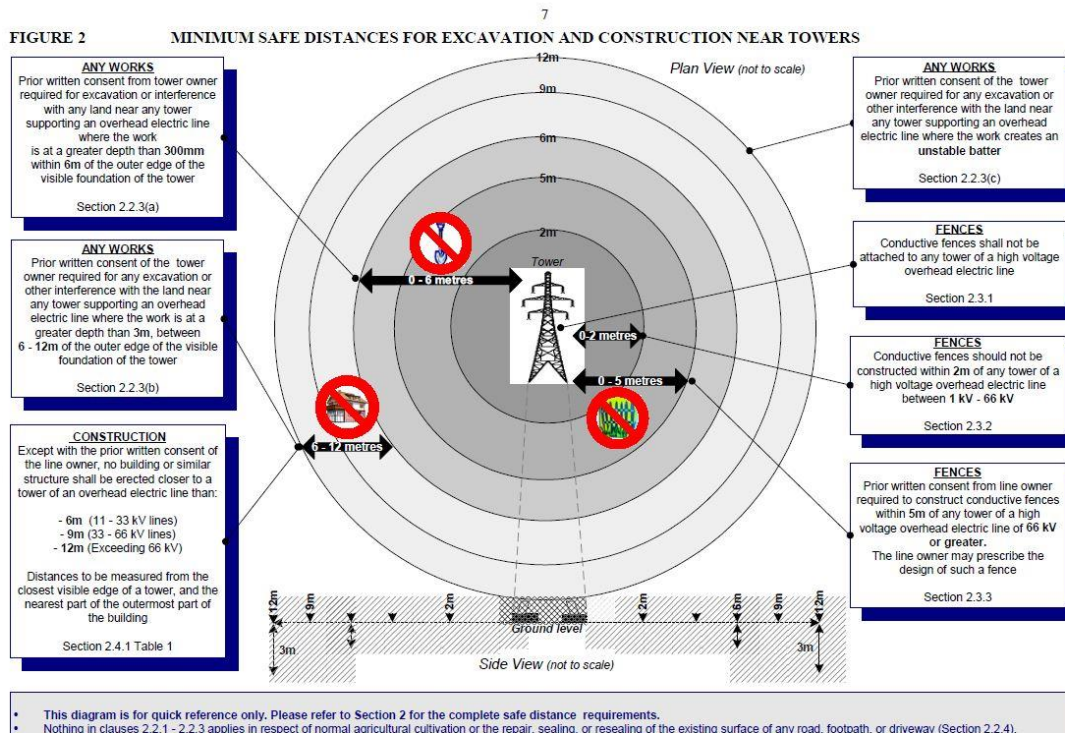 7
FIGURE 2 MINIMUM SAFE DISTANCES FOR EXCAVATION AND CONSTRUCTION NEAR TOWERS
ANY WORKS
Prior written consent from tower owner
required for excavation or interference
with any land near any tower
supporting an overhead electric line
where the work
is at a greater depth than 300mm
within 6m of the outer edge of the
visible foundation of the tower
Section 2.2.3(a)
ANY WORKS
Prior written consent of the tower
owner required for any excavation or
other interference with the land near
any tower supporting an overhead
electric line where the work is at a
greater depth than 3m, between
6 - 12m of the outer edge of the visible
foundation of the tower
Section 2.2.3(b)
CONSTRUCTION
Except with the prior written consent of
the line owner, no building or similar
structure shall be erected closer to a
tower of an overhead electric line than:
- 6m (11 - 33 kV lines)
- 9m (33 - 66 kV lines)
- 12m (Exceeding 66 kV)
Distances to be measured from the
closest visible edge of a tower, and the
nearest part of the outermost part of
the building
Section 2.4.1 Table 1
Plan View (not to scale)
12m
9m
6m
5m
2m
Tower
0 - 6 metres
0-2 metres
0 - 5 metres
6 - 12 metres
ANY WORKS
Prior written consent of the tower
owner required for any excavation or
other interference with the land near
any tower supporting an overhead
electric line where the work creates an
unstable batter
Section 2.2.3(c)
FENCES
Conductive fences shall not be
attached to any tower of a high voltage
overhead electric line
Section 2.3.1
FENCES
Conductive fences should not be
constructed within 2m of any tower of a
high voltage overhead electric line
between 1 kV - 66 kV
Section 2.3.2
FENCES
Prior written consent from line owner
required to construct conductive fences
within 5m of any tower of a high
voltage overhead electric line of 66 kV
or greater.
The line owner may prescribe the
design of such a fence
Section 2.3.3
12m
9m
2m
2m
6m
9m
12m
Ground level
3m
3m
Side View (not to scale)
• This diagram is for quick reference only. Please refer to Section 2 for the complete safe distance requirements.
• Nothing in clauses 2.2.1 - 2.2.3 applies in respect of normal agricultural cultivation or the repair, sealing, or resealing of the existing surface of any road, footpath, or driveway (Section 2.2.4).